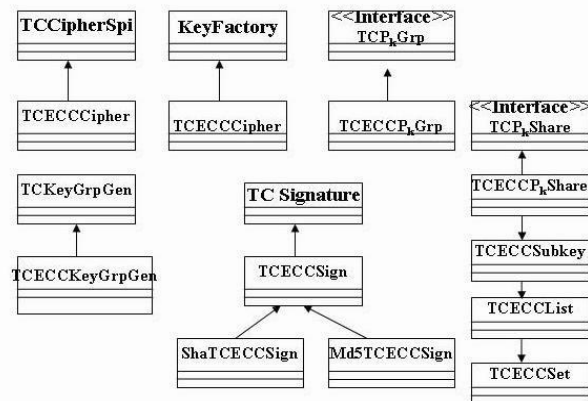 TCCipherSpi
KeyFactory
<<Interface>>
TCPkGrp
TCECCCipher
TCECCCipher
TCECCPkGrp
<<Interface>>
TCPkShare
TCKeyGrpGen
TC Signature
TCECCPkShare
TCECCKeyGrpGen
TCECCSign
TCECCSubkey
TCECCList
ShaTCECCSign
Md5TCECCSign
TCECCSet